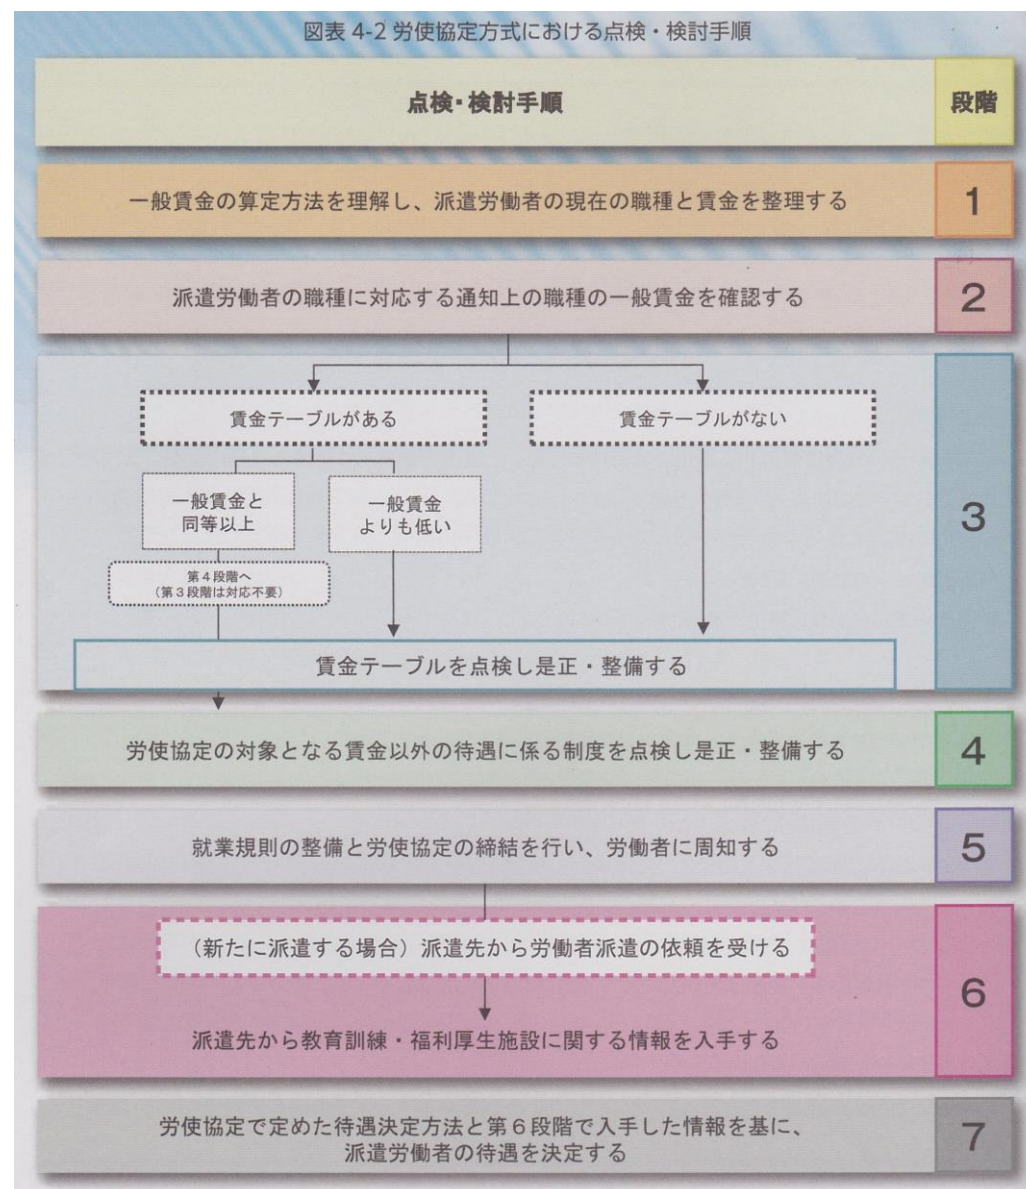 図表 4-2 労使協定方式における点検・検討手順
点検・検討手順
段階
一般賃金の算定方法を理解し、派遣労働者の現在の職種と賃金を整理する
1
派遣労働者の職種に対応する通知上の職種の一般賃金を確認する
2
賃金テーブルがある
賃金テーブルがない
一般賃金と
同等以上
一般賃金
よりも低い
3
第4段階へ
(第3段階は対応不要)
賃金テーブルを点検し是正・整備する
労使協定の対象となる賃金以外の待遇に係る制度を点検し是正・整備する
4
就業規則の整備と労使協定の締結を行い、労働者に周知する
5
(新たに派遣する場合)派遣先から労働者派遣の依頼を受ける
6
派遣先から教育訓練・福利厚生施設に関する情報を入手する
労使協定で定めた待遇決定方法と第6段階で入手した情報を基に、
派遣労働者の待遇を決定する
7